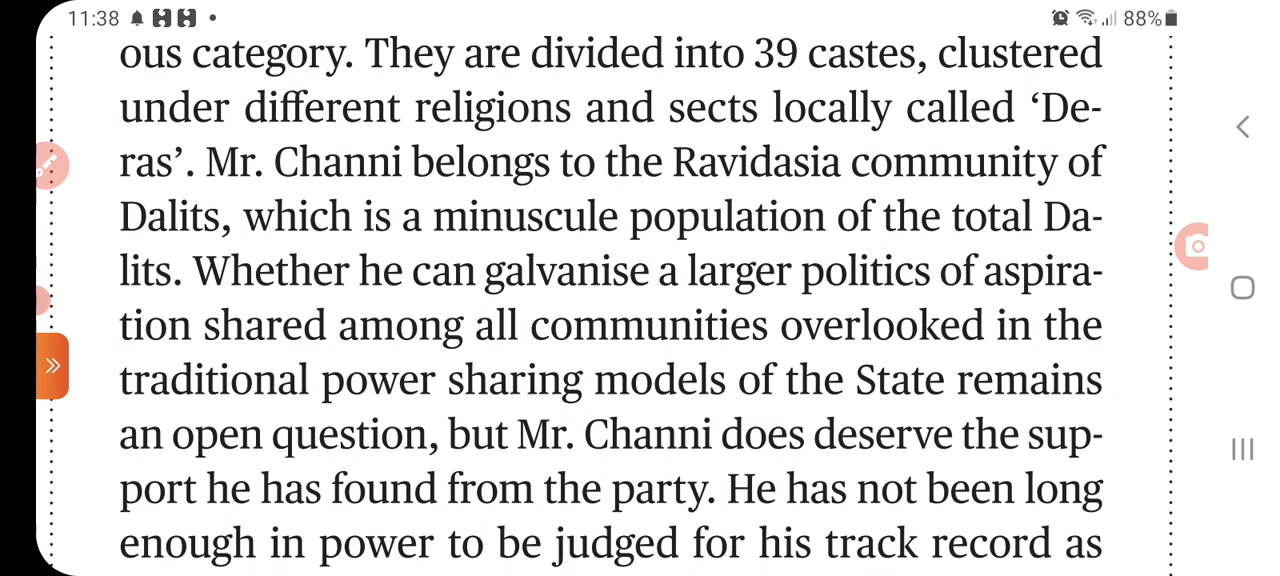 11:38
88%
ous category. They are divided into 39 castes, clustered
under different religions and sects locally called ‘De-
ras’. Mr. Channi belongs to the Ravidasia community of
Dalits, which is a minuscule population of the total Da-
lits. Whether he can galvanise a larger politics of aspira-
tion shared among all communities overlooked in the
traditional power sharing models of the State remains
an open question, but Mr. Channi does deserve the sup-
port he has found from the party. He has not been long
enough in power to be judged for his track record as